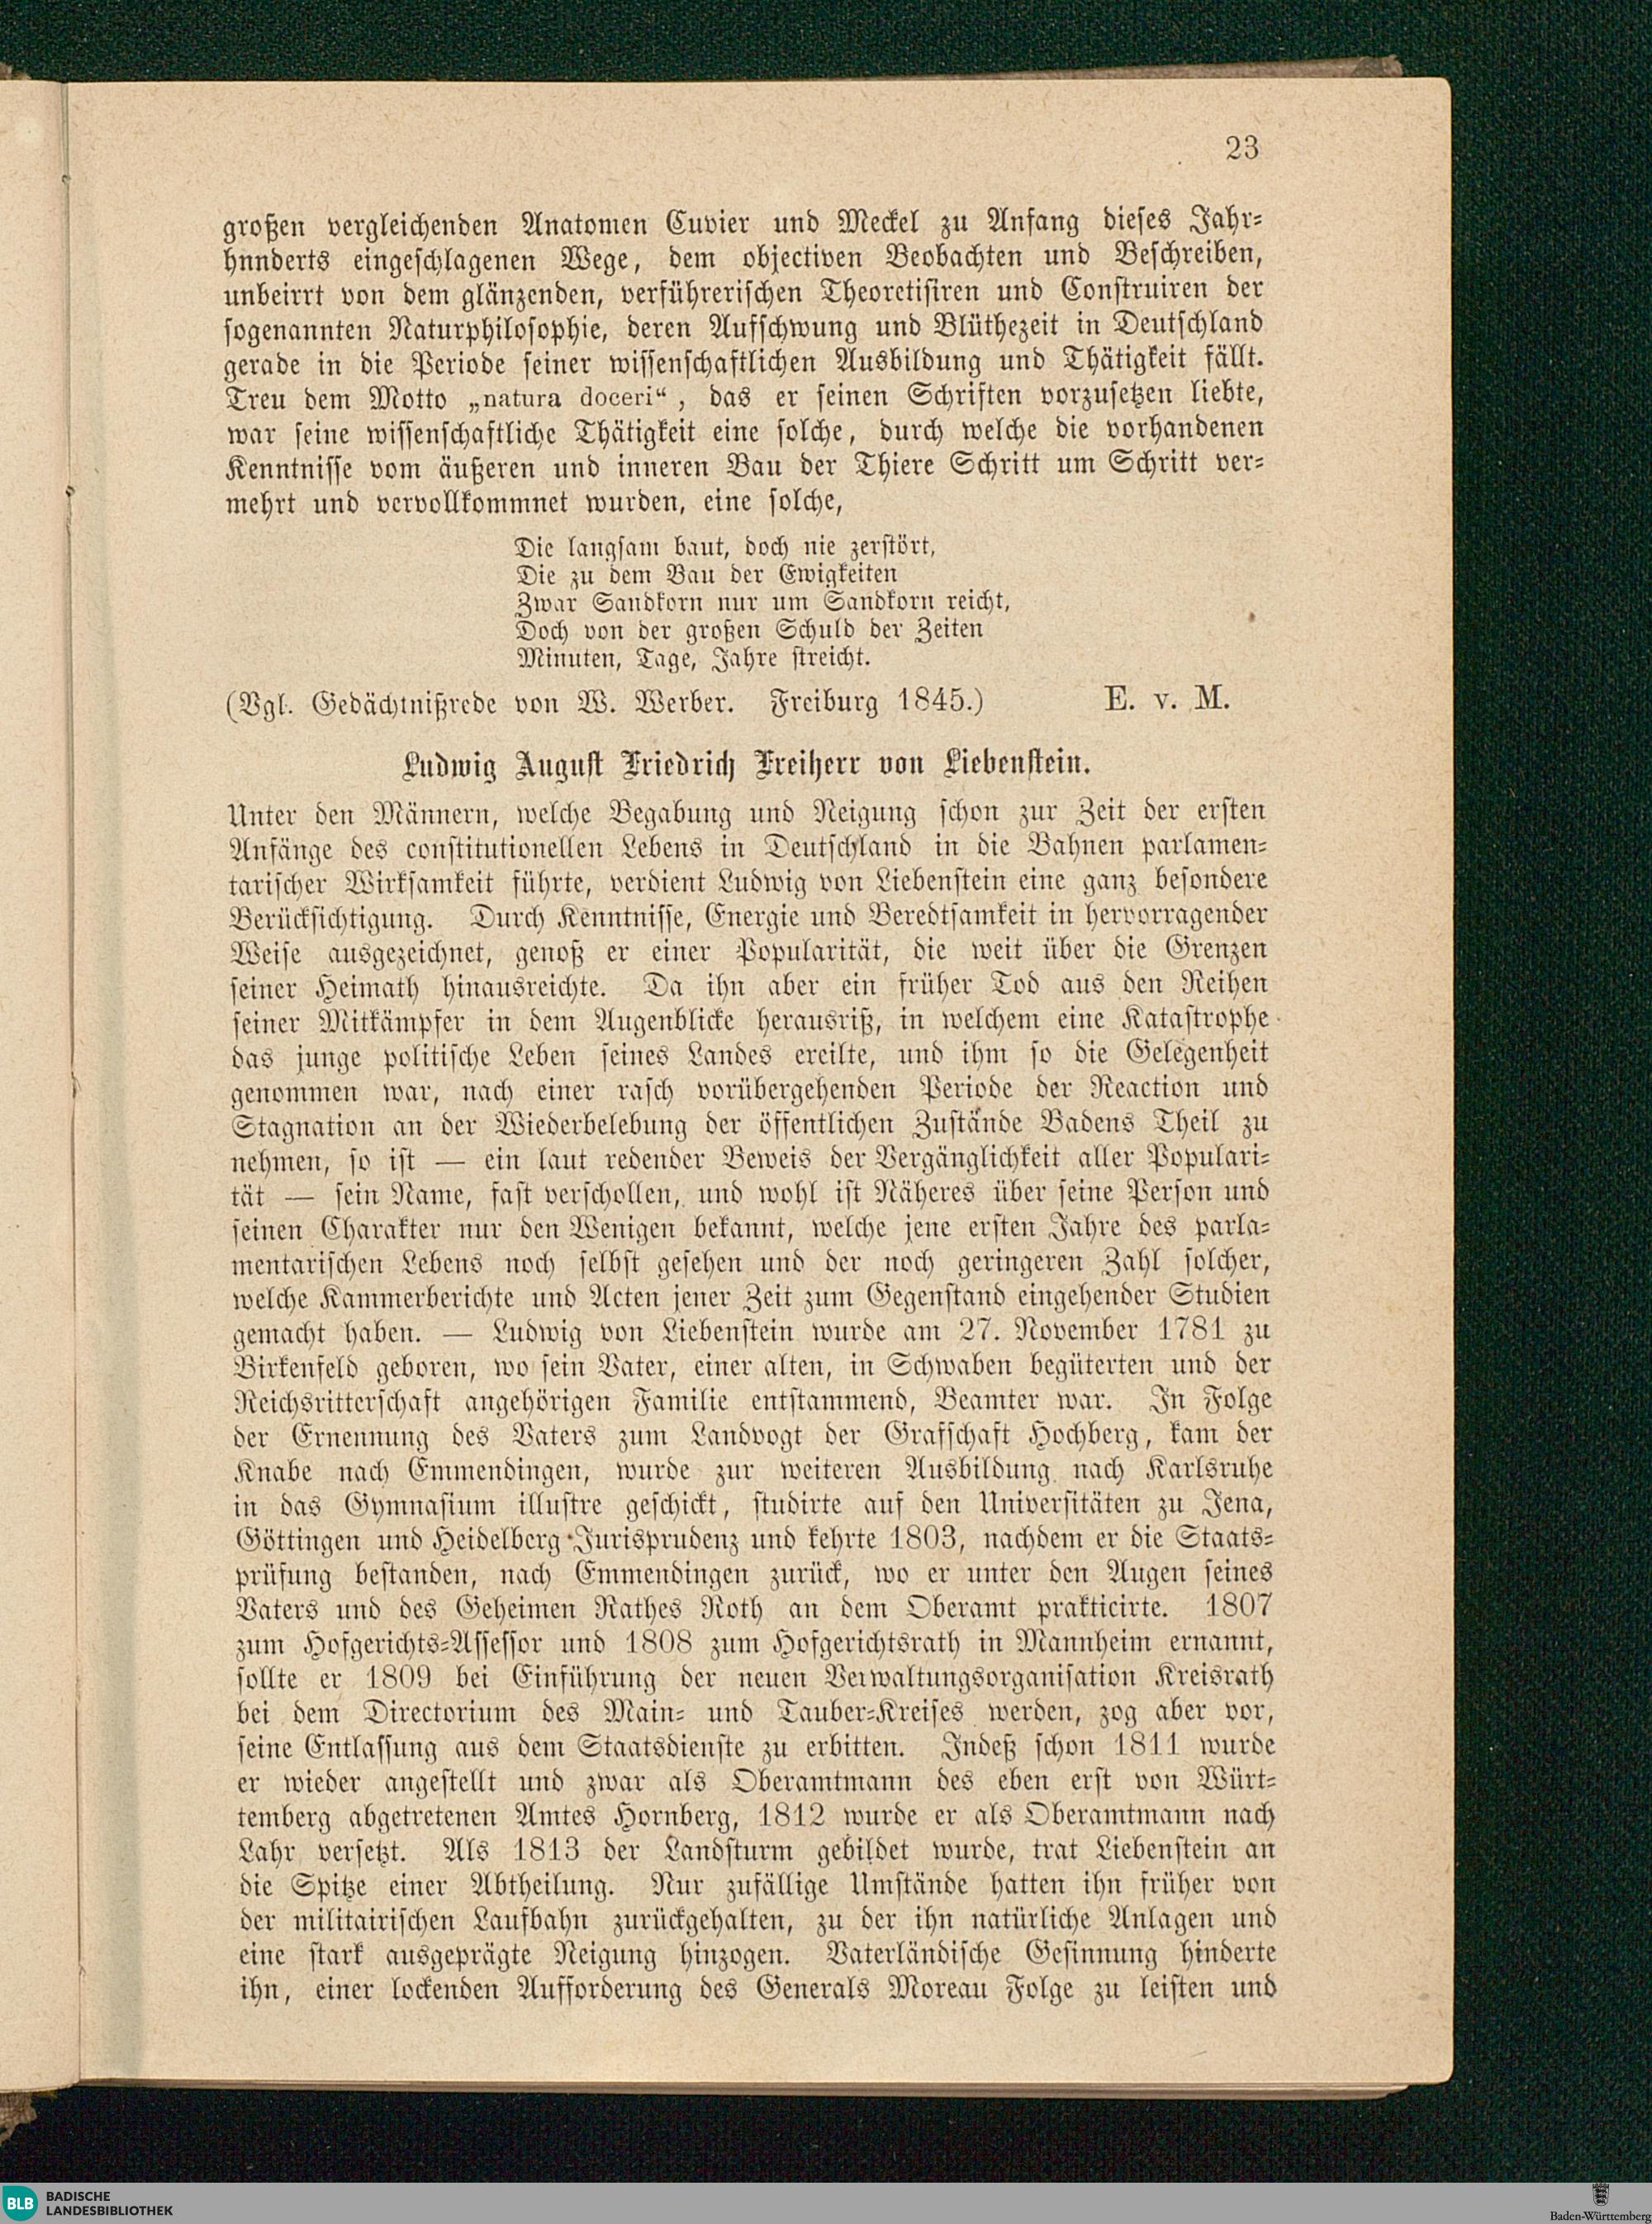 23
großen vergleichenden Anatomen Cuvier und Meckel zu Anfang dieses Jahr-
hnnderts eingeschlagenen Wege, dem objectiven Beobachten und Beschreiben,
unbeirrt von dem glänzenden, verführerischen Theoretisiren und Construiren der
sogenannten Naturphilosophie, deren Aufschwung und Blüthezeit in Deutschland
gerade in die Periode seiner wissenschaftlichen Ausbildung und Thätigkeit fällt.
Treu dem Motto „natura doceri“, das er seinen Schriften vorzusetzen liebte,
war seine wissenschaftliche Thätigkeit eine solche, durch welche die vorhandenen
Kenntnisse vom äußeren und inneren Bau der Thiere Schritt um Schritt ver-
mehrt und vervollkommnet wurden, eine solche,
Die langsam baut, doch nie zerstört,
Die zu dem Bau der Ewigkeiten
Zwar Sandkorn nur um Sandkorn reicht,
Doch von der großen Schuld der Zeiten
Minuten, Tage, Jahre streicht.
(Vgl. Gedächtnißrede von W. Werber. Freiburg 1845.) E. v. M.
Ludwig August Friedrich Freiherr von Liebenstein.
Unter den Männern, welche Begabung und Neigung schon zur Zeit der ersten
Anfänge des constitutionellen Lebens in Deutschland in die Bahnen parlamen-
tarischer Wirksamkeit führte, verdient Ludwig von Liebenstein eine ganz besondere
Berücksichtigung. Durch Kenntnisse, Energie und Beredtsamkeit in hervorragender
Weise ausgezeichnet, genoß er einer Popularität, die weit über die Grenzen
seiner Heimath hinausreichte. Da ihn aber ein früher Tod aus den Reihen
seiner Mitkämpfer in dem Augenblicke herausriß, in welchem eine Katastrophe
das junge politische Leben seines Landes ereilte, und ihm so die Gelegenheit
genommen war, nach einer rasch vorübergehenden Periode der Reaction und
Stagnation an der Wiederbelebung der öffentlichen Zustände Badens Theil zu
nehmen, so ist — ein laut redender Beweis der Vergänglichkeit aller Populari-
tät — sein Name, fast verschollen, und wohl ist Näheres über seine Person und
seinen Charakter nur den Wenigen bekannt, welche jene ersten Jahre des parla-
mentarischen Lebens noch selbst gesehen und der noch geringeren Zahl solcher,
welche Kammerberichte und Acten jener Zeit zum Gegenstand eingehender Studien
gemacht haben. — Ludwig von Liebenstein wurde am 27. November 1781 zu
Birkenfeld geboren, wo sein Vater, einer alten, in Schwaben begüterten und der
Reichsritterschaft angehörigen Familie entstammend, Beamter war. In Folge
der Ernennung des Vaters zum Landvogt der Grafschaft Hochberg, kam der
Knabe nach Emmendingen, wurde zur weiteren Ausbildung nach Karlsruhe
in das Gymnasium illustre geschickt, studirte auf den Universitäten zu Jena,
Göttingen und Heidelberg Jurisprudenz und kehrte 1803, nachdem er die Staats-
prüfung bestanden, nach Emmendingen zurück, wo er unter den Augen seines
Vaters und des Geheimen Rathes Roth an dem Oberamt prakticirte. 1807
zum Hofgerichts-Assessor und 1808 zum Hofgerichtsrath in Mannheim ernannt,
sollte er 1809 bei Einführung der neuen Verwaltungsorganisation Kreisrath
bei dem Directorium des Main- und Tauber-Kreises werden, zog aber vor,
seine Entlassung aus dem Staatsdienste zu erbitten. Indeß schon 1811 wurde
er wieder angestellt und zwar als Oberamtmann des eben erst von Würt-
temberg abgetretenen Amtes Hornberg, 1812 wurde er als Oberamtmann nach
Lahr versetzt. Als 1813 der Landsturm gebildet wurde, trat Liebenstein an
die Spitze einer Abtheilung. Nur zufällige Umstände hatten ihn früher von
der militairischen Laufbahn zurückgehalten, zu der ihn natürliche Anlagen und
eine stark ausgeprägte Neigung hinzogen. Vaterländische Gesinnung hinderte
ihn, einer lockenden Aufforderung des Generals Moreau Folge zu leisten und
BLB BADISCHE
LANDESBIBLIOTHEK
Baden-Württemberg